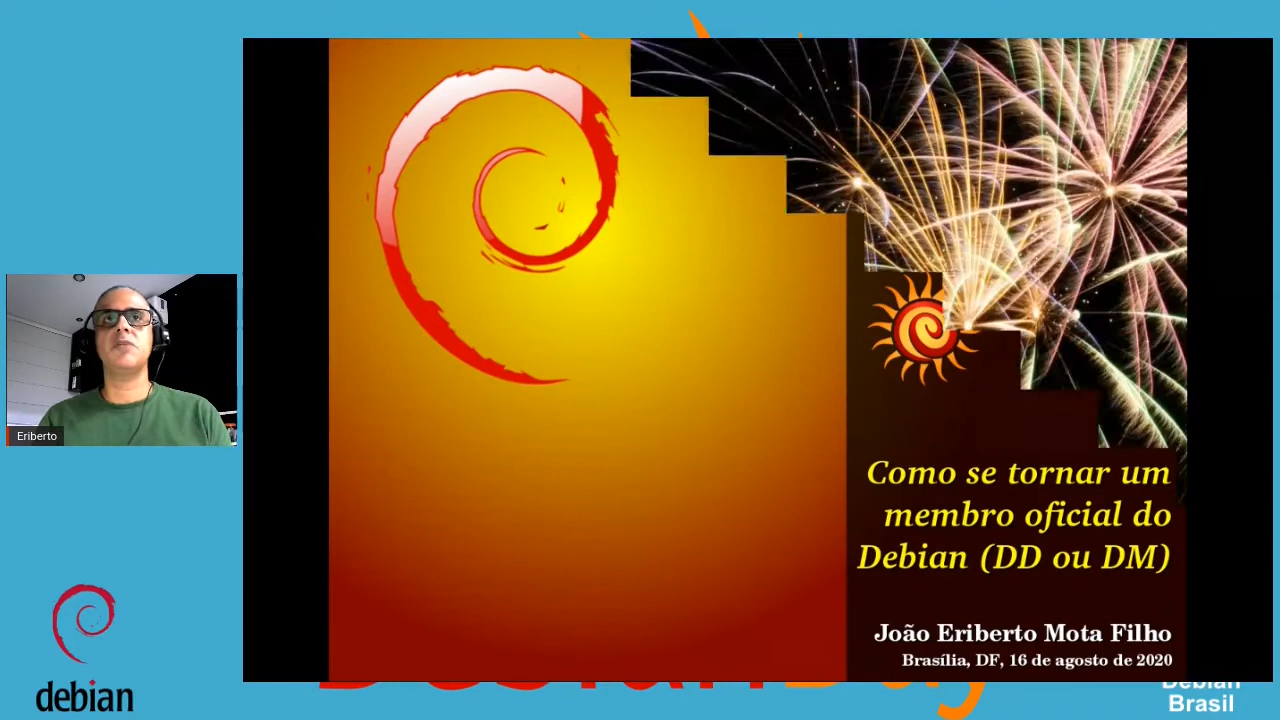 Como se tornar um
membro oficial do
Debian (DD ou DM)
João Eriberto Mota Filho
Brasília, DF, 16 de agosto de 2020
Eriberto
debian
Debian
Brasil